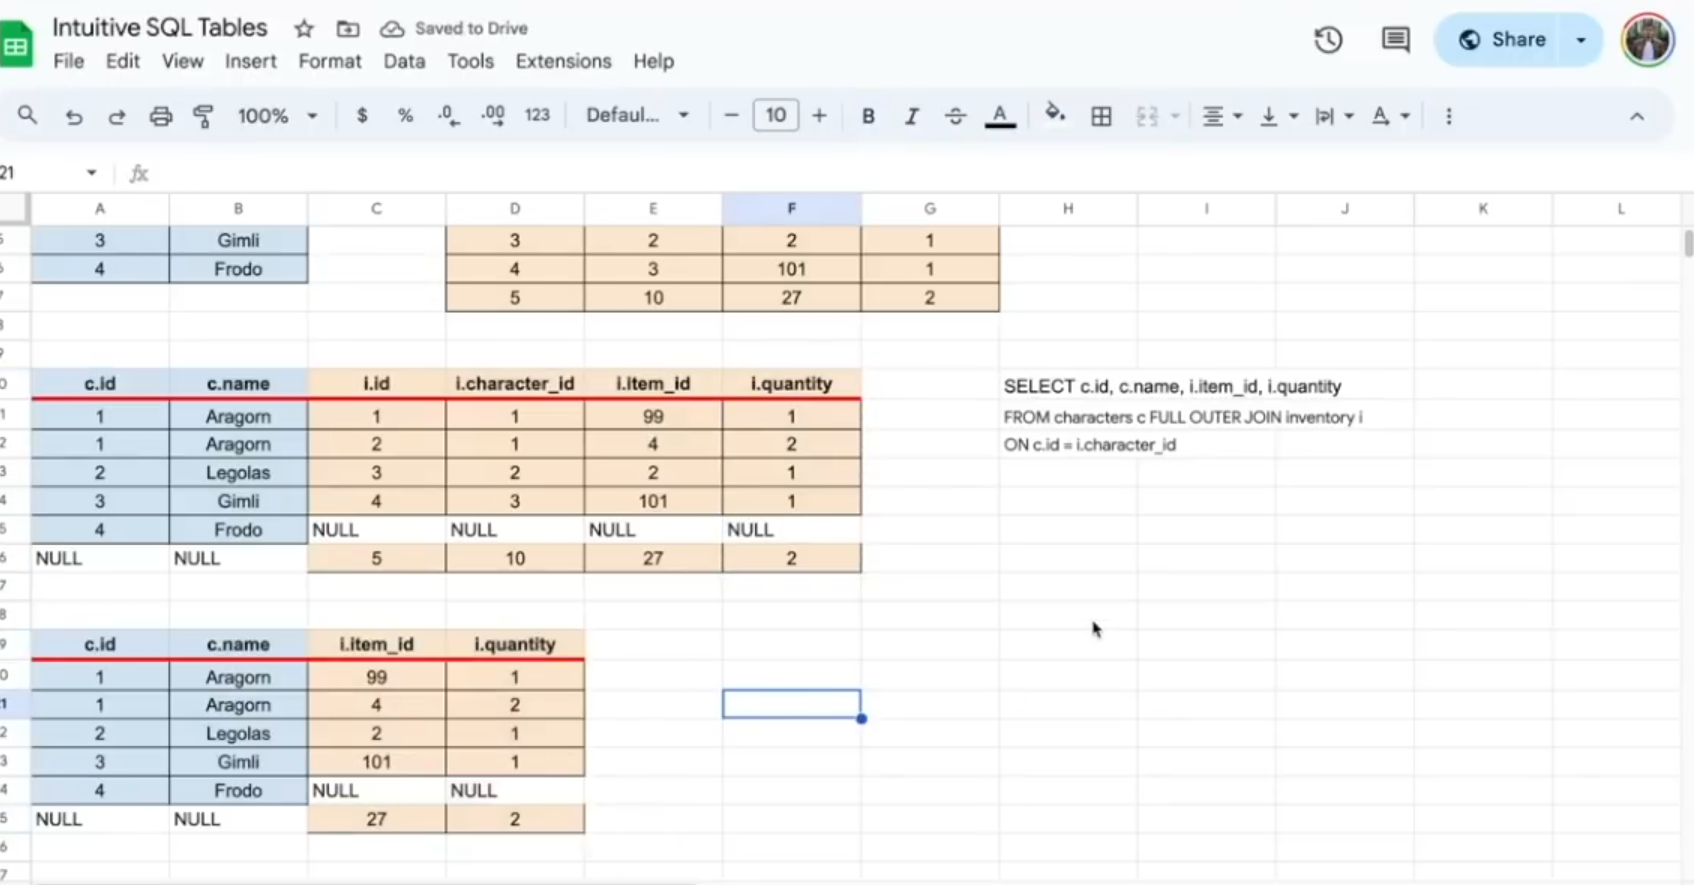 Intuitive SQL Tables Saved to Drive
File Edit View Insert Format Data Tools Extensions Help
Share
100% $ % .0 .00 123 Defaul... − 10 + B I S A
21 fx
A B C D E F G H I J K L
3 Gimli 3 2 2 1
4 Frodo 4 3 101 1
5 10 27 2
c.id c.name i.id i.character_id i.item_id i.quantity SELECT c.id, c.name, i.item_id, i.quantity
1 Aragorn 1 1 99 1 FROM characters c FULL OUTER JOIN inventory i
1 Aragorn 2 1 4 2 ON c.id = i.character_id
2 Legolas 3 2 2 1
3 Gimli 4 3 101 1
4 Frodo NULL NULL NULL NULL
NULL NULL 5 10 27 2
c.id c.name i.item_id i.quantity
1 Aragorn 99 1
1 Aragorn 4 2
2 Legolas 2 1
3 Gimli 101 1
4 Frodo NULL NULL
NULL NULL 27 2